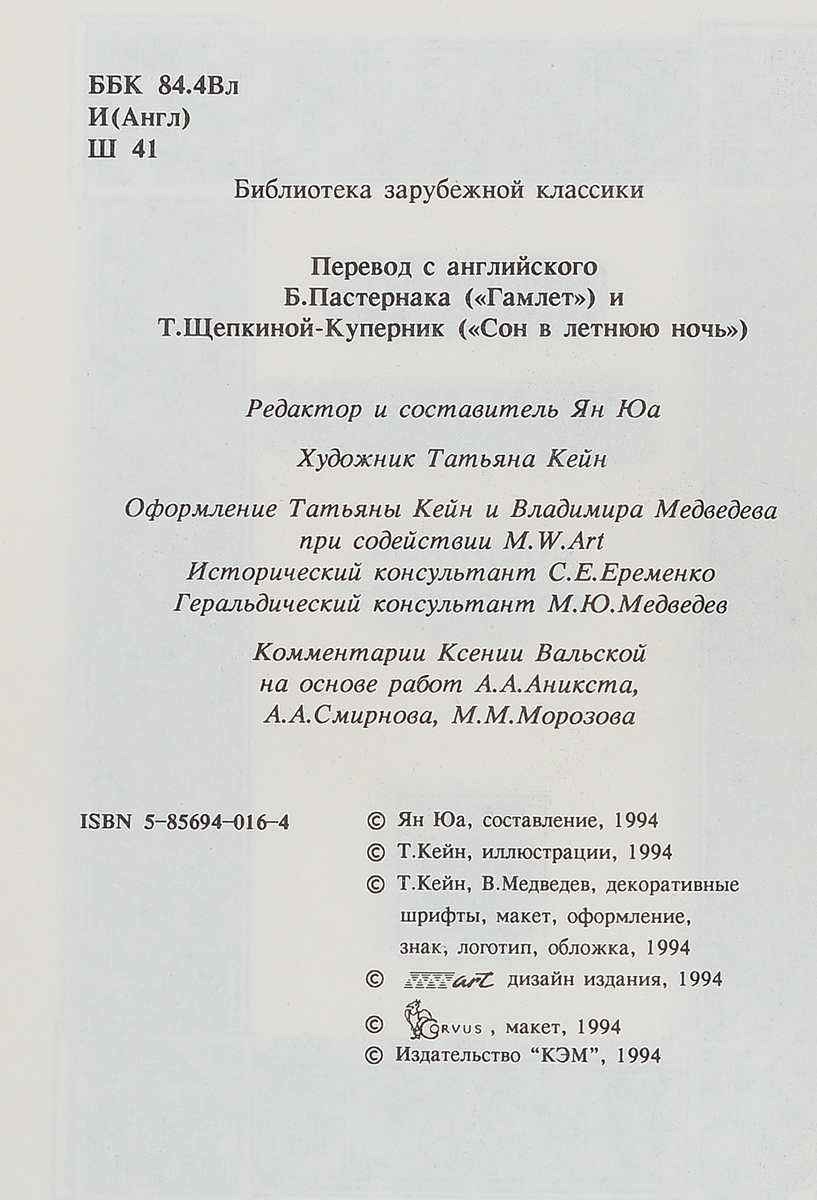 ББК 84.4Вл
И(Англ)
Ш 41
Библиотека зарубежной классики
Перевод с английского
Б.Пастернака («Гамлет») и
Т.Щепкиной-Куперник («Сон в летнюю ночь»)
Редактор и составитель Ян Юа
Художник Татьяна Кейн
Оформление Татьяны Кейн и Владимира Медведева
при содействии M.W.Art
Исторический консультант С.Е.Еременко
Геральдический консультант М.Ю.Медведев
Комментарии Ксении Вальской
на основе работ А.А.Аникста,
А.А.Смирнова, М.М.Морозова
ISBN 5-85694-016-4
© Ян Юа, составление, 1994
© Т.Кейн, иллюстрации, 1994
© Т.Кейн, В.Медведев, декоративные
шрифты, макет, оформление,
знак, логотип, обложка, 1994
© art дизайн издания, 1994
© Corvus, макет, 1994
© Издательство "КЭМ", 1994